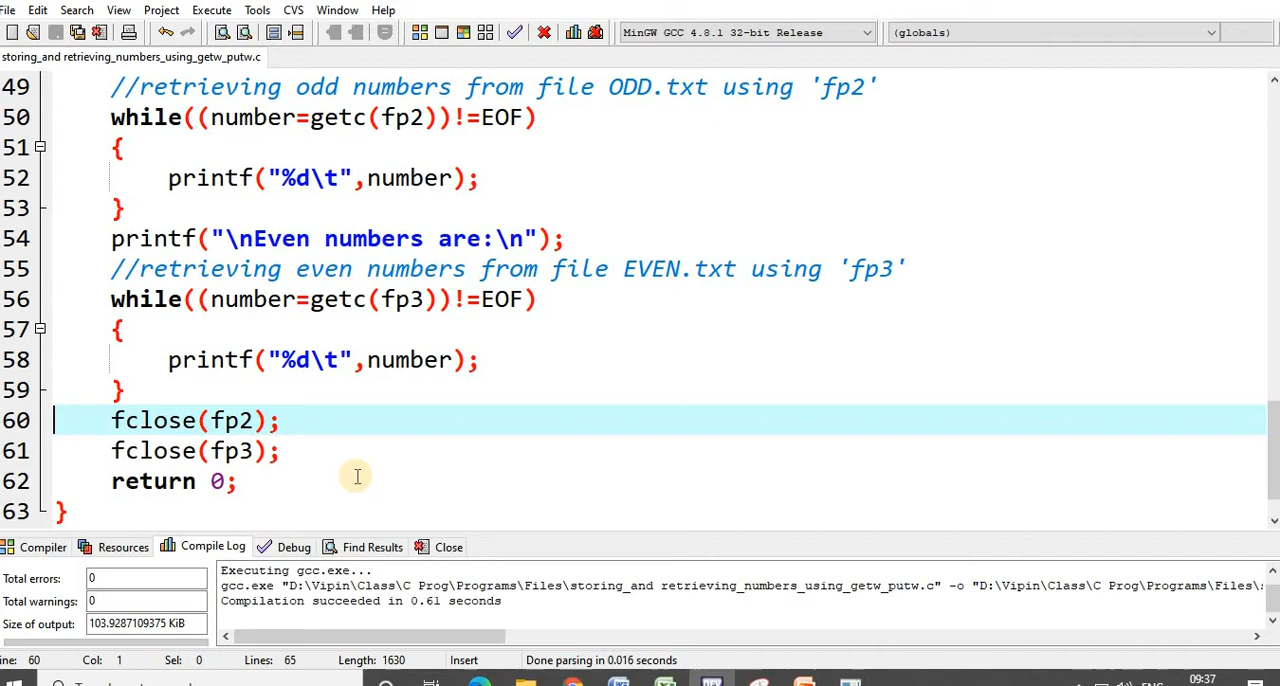 File Edit Search View Project Execute Tools CVS Window Help
MinGW GCC 4.8.1 32-bit Release (globals)
storing_and retrieving_numbers_using_getw_putw.c
49 //retrieving odd numbers from file ODD.txt using 'fp2'
50 while((number=getc(fp2))!=EOF)
51 {
52 printf("%d\t",number);
53 }
54 printf("\nEven numbers are:\n");
55 //retrieving even numbers from file EVEN.txt using 'fp3'
56 while((number=getc(fp3))!=EOF)
57 {
58 printf("%d\t",number);
59 }
60 fclose(fp2);
61 fclose(fp3);
62 return 0;
63 }
Compiler Resources Compile Log Debug Find Results Close
Total errors: 0
Total warnings: 0
Size of output: 103.9287109375 KiB
Executing gcc.exe...
gcc.exe "D:\Vipin\Class\C Prog\Programs\Files\storing_and retrieving_numbers_using_getw_putw.c" -o "D:\Vipin\Class\C Prog\Programs\Files\
Compilation succeeded in 0.61 seconds
ine: 60 Col: 1 Sel: 0 Lines: 65 Length: 1630 Insert Done parsing in 0.016 seconds
09:37